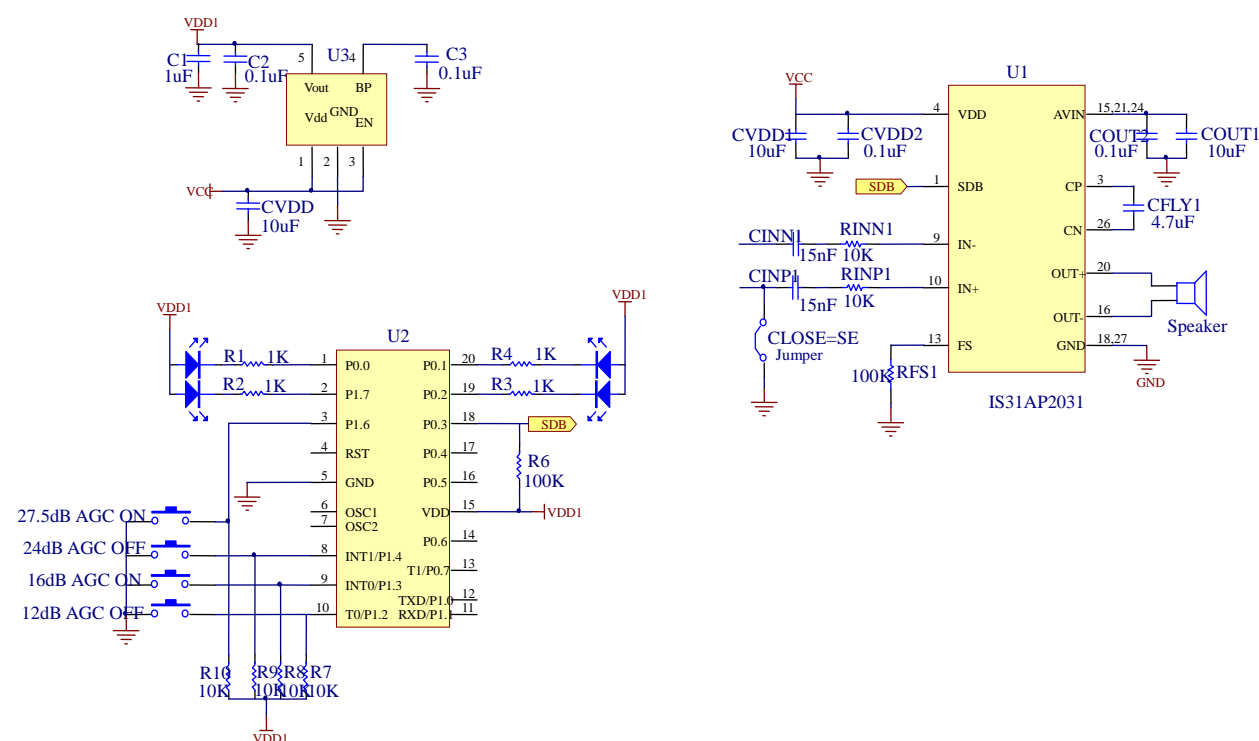 VDD1
C1
1uF
C2
0.1uF
5
U3
4
C3
0.1uF
Vout
BP
Vdd
GND
EN
1
2
3
VCC
CVDD
10uF
VCC
CVDD1
10uF
CVDD2
0.1uF
U1
4
VDD
AVIN
15,21,24
COUT2
0.1uF
COUT1
10uF
SDB
1
SDB
CP
3
CFLY1
4.7uF
CN
26
CINN1
15nF
RINN1
10K
9
IN-
OUT+
20
CINP1
15nF
RINP1
10K
10
IN+
OUT-
16
Speaker
CLOSE=SE
Jumper
13
FS
GND
18,27
GND
100K
RFS1
IS31AP2031
VDD1
VDD1
U2
R1
1K
1
P0.0
P0.1
20
R4
1K
R2
1K
2
P1.7
P0.2
19
R3
1K
3
P1.6
P0.3
18
SDB
4
RST
P0.4
17
R6
100K
5
GND
P0.5
16
6
OSC1
VDD
15
VDD1
7
OSC2
P0.6
14
8
INT1/P1.4
T1/P0.7
13
9
INT0/P1.3
TXD/P1.0
12
10
T0/P1.2
RXD/P1.1
11
27.5dB AGC ON
24dB AGC OFF
16dB AGC ON
12dB AGC OFF
R10
10K
R9
10K
R8
10K
R7
10K
VDD1